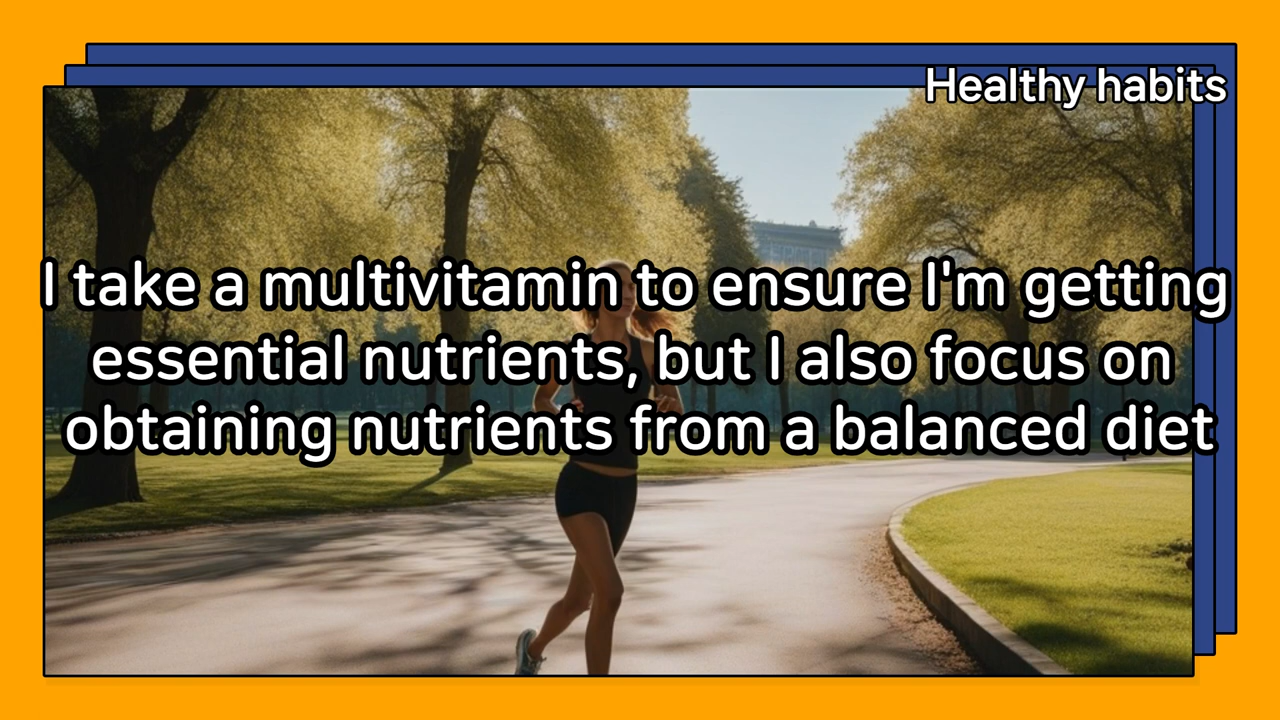 Healthy habits
I take a multivitamin to ensure I'm getting
essential nutrients, but I also focus on
obtaining nutrients from a balanced diet